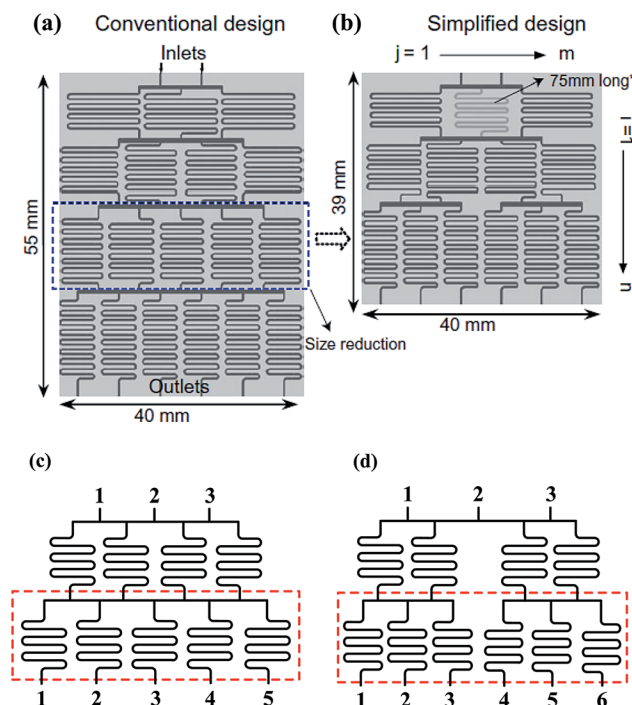 (a) Conventional design
(b) Simplified design
Inlets
j = 1 m
75mm long*
55 mm
39 mm
i=1
n
Size reduction
Outlets
40 mm
40 mm
(c)
(d)
1 2 3
1 2 3
1 2 3 4 5
1 2 3 4 5 6